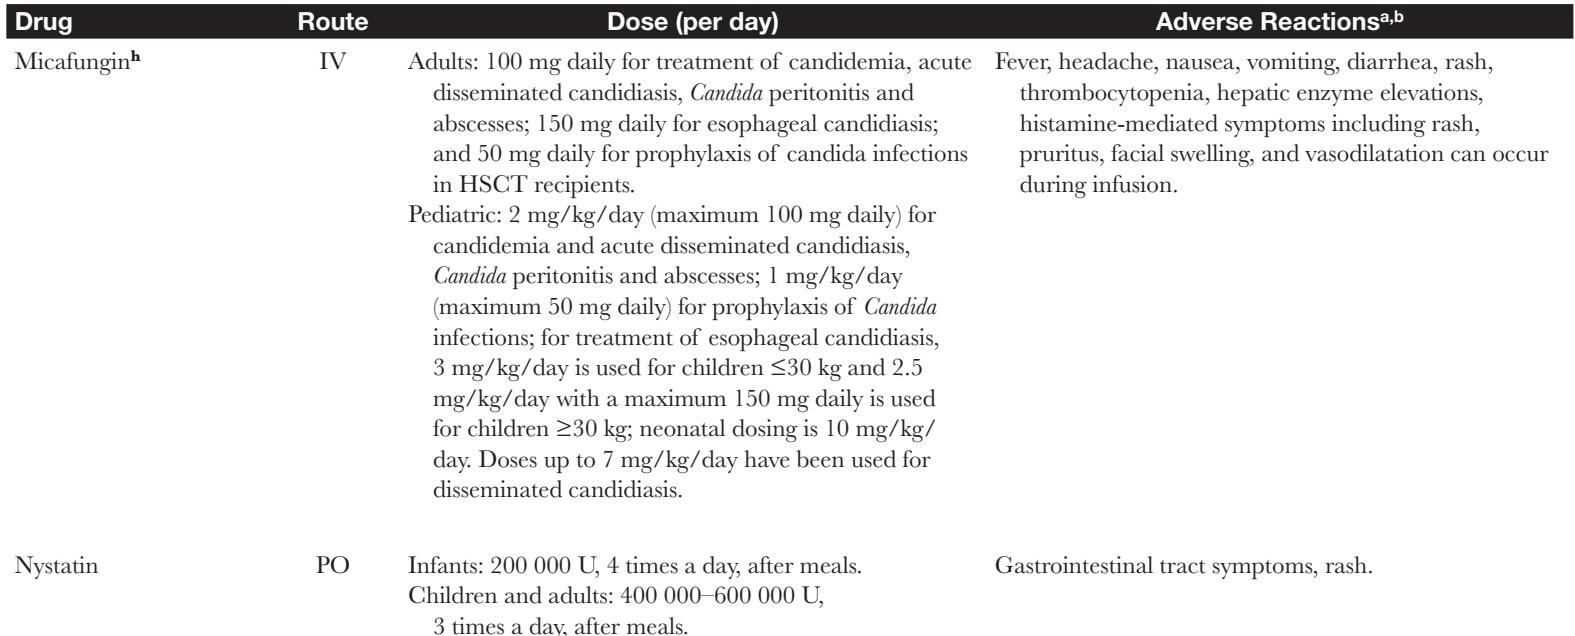 Drug Route Dose (per day) Adverse Reactionsa,b
Micafunginh IV Adults: 100 mg daily for treatment of candidemia, acute Fever, headache, nausea, vomiting, diarrhea, rash,
disseminated candidiasis, Candida peritonitis and thrombocytopenia, hepatic enzyme elevations,
abscesses; 150 mg daily for esophageal candidiasis; histamine-mediated symptoms including rash,
and 50 mg daily for prophylaxis of candida infections pruritus, facial swelling, and vasodilatation can occur
in HSCT recipients. during infusion.
Pediatric: 2 mg/kg/day (maximum 100 mg daily) for
candidemia and acute disseminated candidiasis,
Candida peritonitis and abscesses; 1 mg/kg/day
(maximum 50 mg daily) for prophylaxis of Candida
infections; for treatment of esophageal candidiasis,
3 mg/kg/day is used for children ≤30 kg and 2.5
mg/kg/day with a maximum 150 mg daily is used
for children ≥30 kg; neonatal dosing is 10 mg/kg/
day. Doses up to 7 mg/kg/day have been used for
disseminated candidiasis.
Nystatin PO Infants: 200 000 U, 4 times a day, after meals. Gastrointestinal tract symptoms, rash.
Children and adults: 400 000–600 000 U,
3 times a day, after meals.